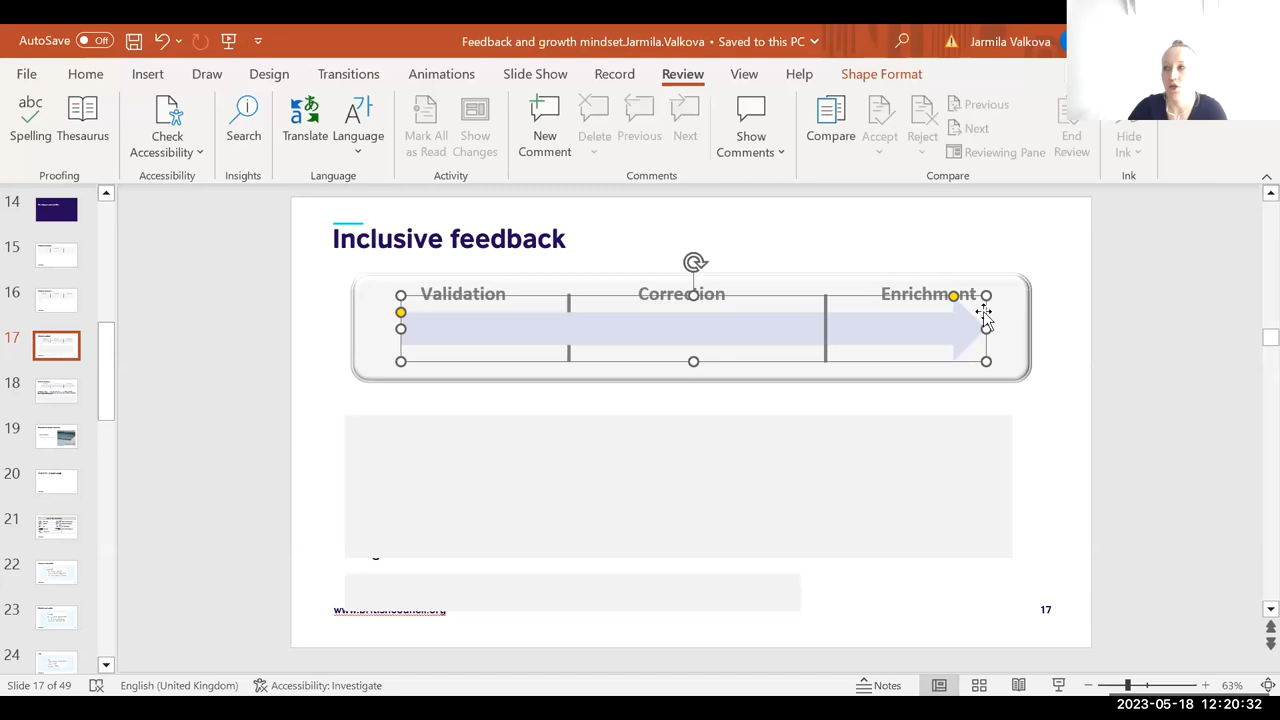 AutoSave Off Feedback and growth mindset.Jarmila.Valkova • Saved to this PC Jarmila Valkova
File Home Insert Draw Design Transitions Animations Slide Show Record Review View Help Shape Format
Spelling Thesaurus
Proofing
Check
Accessibility
Accessibility
Search
Insights
Translate Language
Language
Mark All
as Read
Show
Changes
Activity
New
Comment
Delete Previous Next
Show
Comments
Comments
Compare Accept Reject
Previous
Next
Reviewing Pane
Compare
End
Review
Hide
Ink
Ink
14
15
16
17
18
19
20
21
22
23
24
Inclusive feedback
Validation Correction Enrichment
www.britishcouncil.org
17
Slide 17 of 49 English (United Kingdom) Accessibility: Investigate Notes 63%
2023-05-18 12:20:32